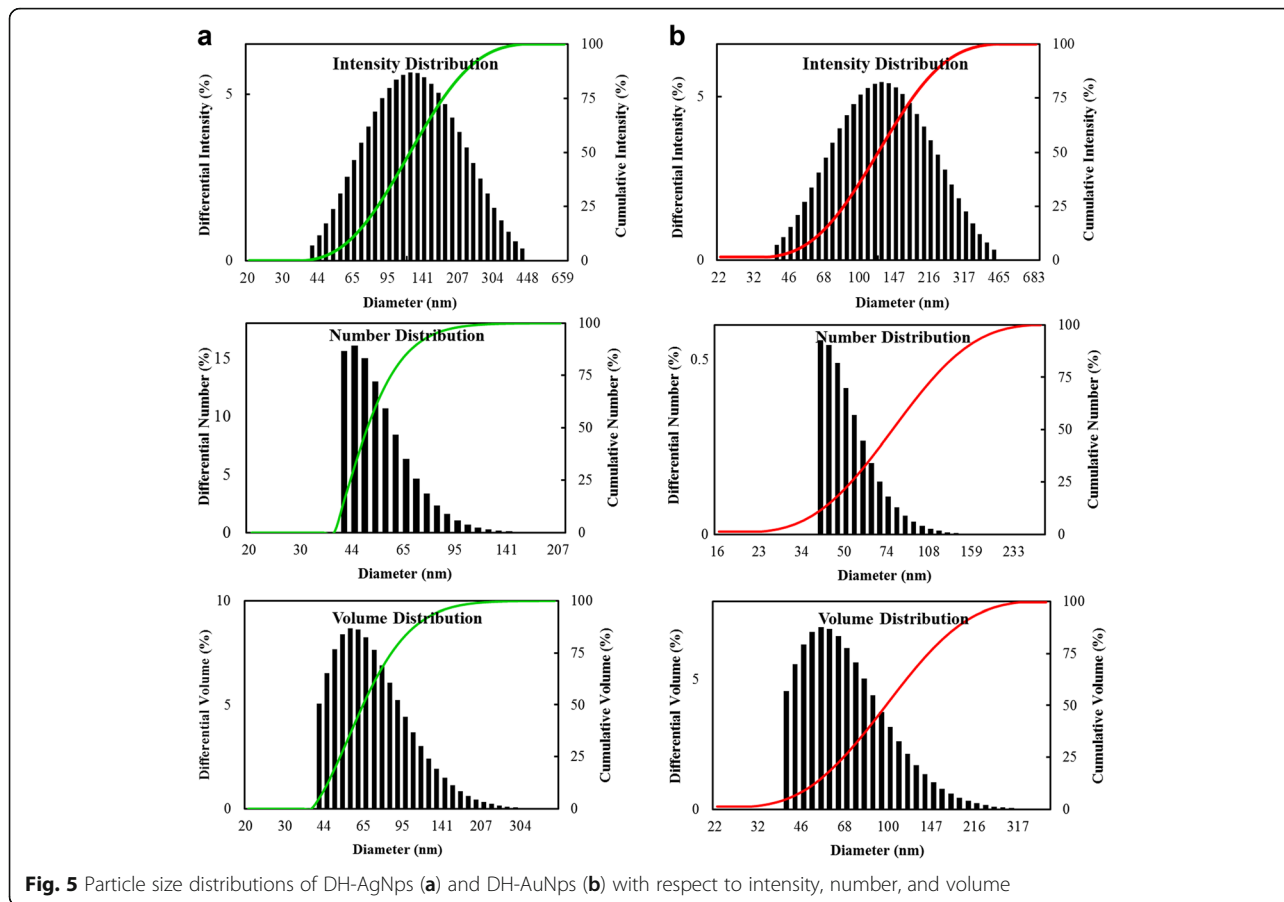 a
Intensity Distribution
Differential Intensity (%)
5
0
100
75
50
25
0
Cumulative Intensity (%)
20 30 44 65 95 141 207 304 448 659
Diameter (nm)
b
Intensity Distribution
Differential Intensity (%)
5
0
100
75
50
25
0
Cumulative Intensity (%)
22 32 46 68 100 147 216 317 465 683
Diameter (nm)
Number Distribution
Differential Number (%)
15
10
5
0
100
75
50
25
0
Cumulative Number (%)
20 30 44 65 95 141 207
Diameter (nm)
Number Distribution
Differential Number (%)
0.5
0
100
75
50
25
0
Cumulative Number (%)
16 23 34 50 74 108 159 233
Diameter (nm)
Volume Distribution
Differential Volume (%)
10
5
0
100
75
50
25
0
Cumulative Volume (%)
20 30 44 65 95 141 207 304
Diameter (nm)
Volume Distribution
Differential Volume (%)
5
0
100
75
50
25
0
Cumulative Volume (%)
22 32 46 68 100 147 216 317
Diameter (nm)
Fig. 5 Particle size distributions of DH-AgNps (a) and DH-AuNps (b) with respect to intensity, number, and volume